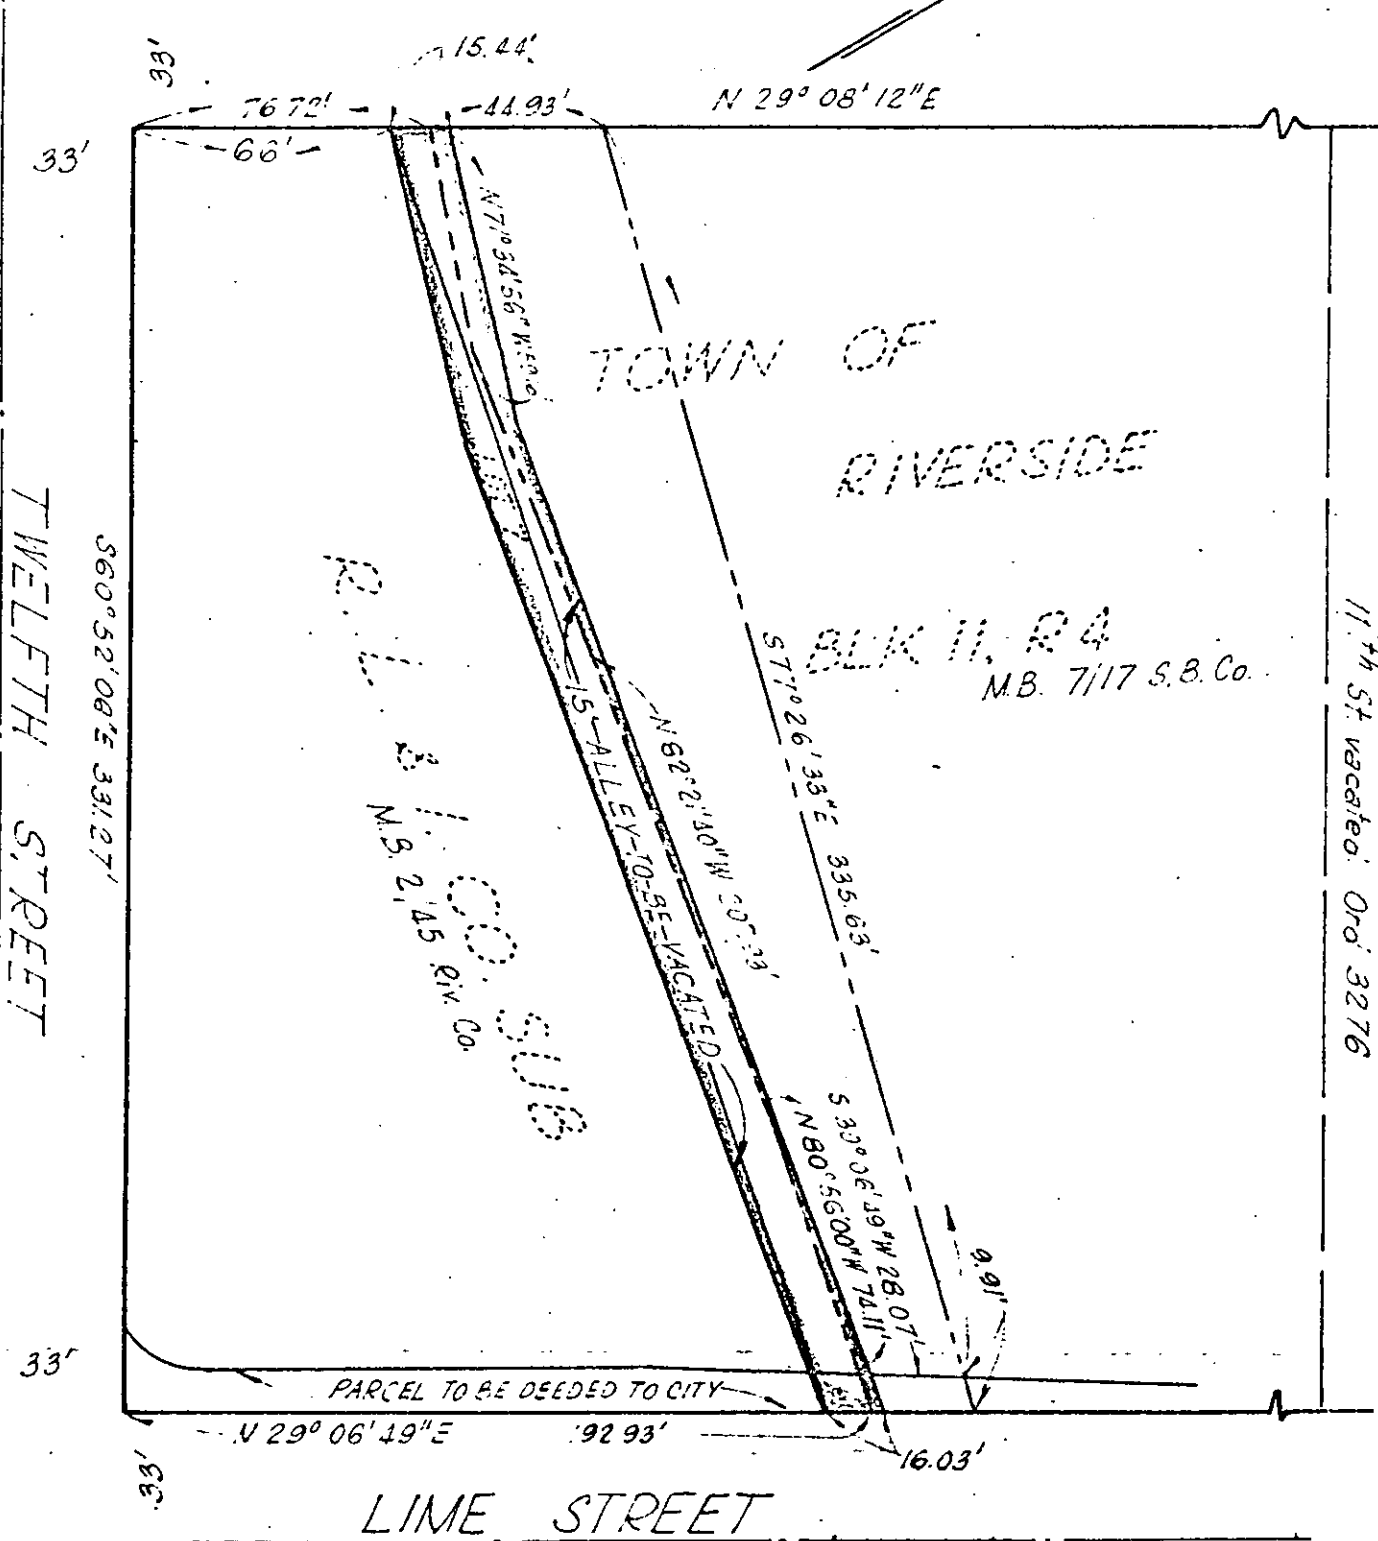 33'
15.44'
76.72'
44.93'
N 29° 08' 12" E
33'
66'
TOWN OF
RIVERSIDE
BLK 11, R 4
M.B. 7/17 S.B. Co.
11th St. vacated Ord 3276
TWELFTH STREET
S60° 52' 08" E 331.27'
R. L. & I. CO. SUB
M.B. 2/45 Riv. Co.
15' ALLEY-TO-BE-VACATED
S 77° 26' 33" E 335.63'
S 30° 06' 49" W 28.07'
N 80° 56' 00" W 74.11'
9.91'
33'
PARCEL TO BE DEEDED TO CITY
N 29° 06' 49" E
92.93'
16.03'
33'
LIME STREET